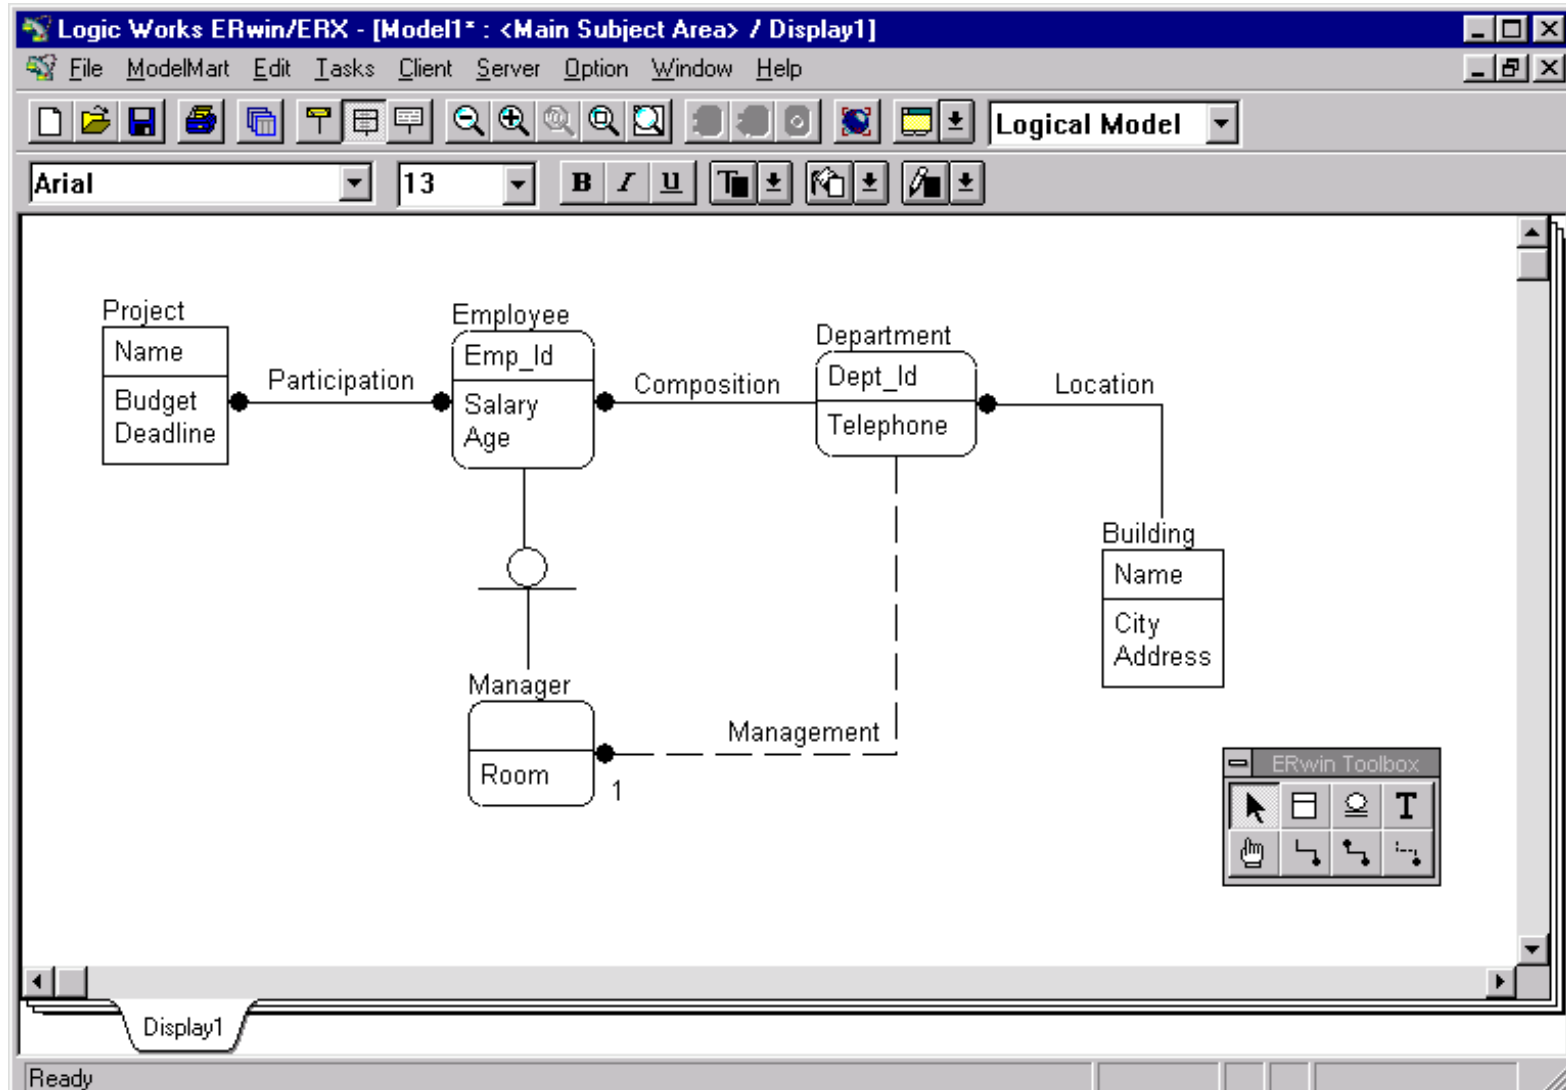 Logic Works ERwin/ERX - [Model1* : <Main Subject Area> / Display1]
File ModelMart Edit Tasks Client Server Option Window Help
Logical Model
Arial 13 B I U T
Project
Name
Budget
Deadline
Participation
Employee
Emp_Id
Salary
Age
Composition
Department
Dept_Id
Telephone
Location
Building
Name
City
Address
Manager
Room
1
Management
ERwin Toolbox
T
Display1
Ready